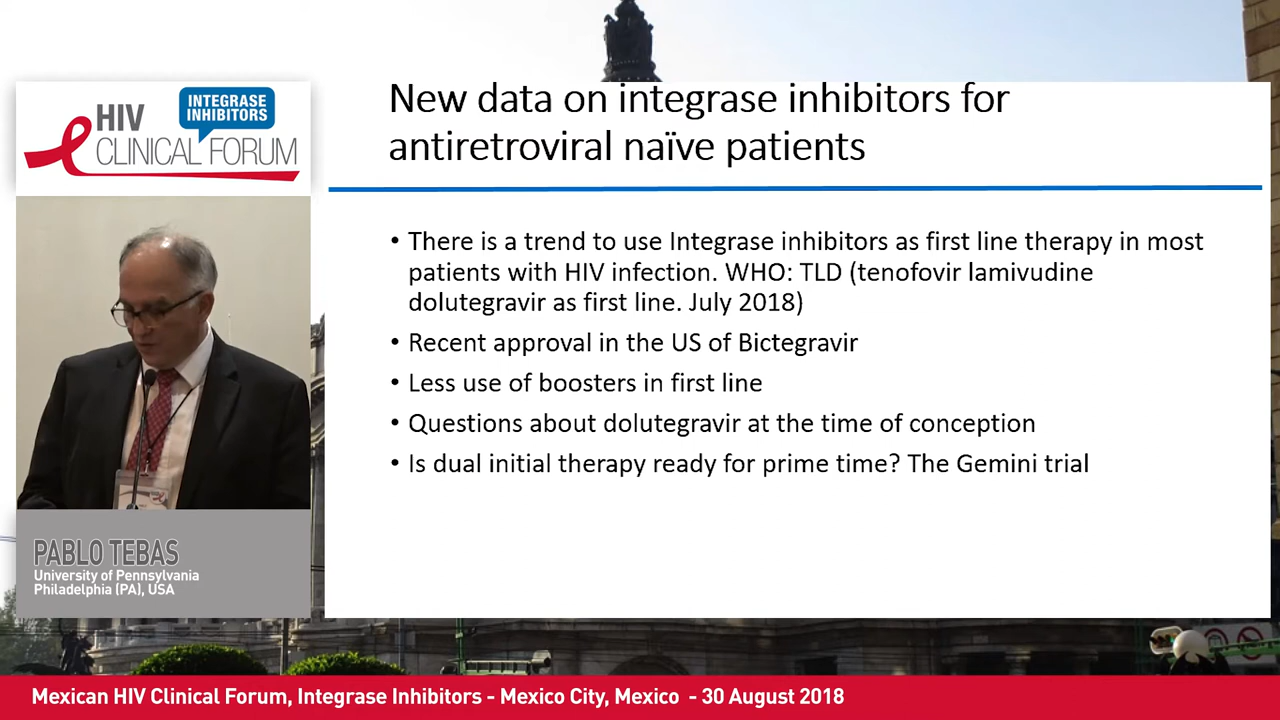 HIV
INTEGRASE
INHIBITORS
CLINICAL FORUM
New data on integrase inhibitors for
antiretroviral naïve patients
• There is a trend to use Integrase inhibitors as first line therapy in most
patients with HIV infection. WHO: TLD (tenofovir lamivudine
dolutegravir as first line. July 2018)
• Recent approval in the US of Bictegravir
• Less use of boosters in first line
• Questions about dolutegravir at the time of conception
• Is dual initial therapy ready for prime time? The Gemini trial
PABLO TEBAS
University of Pennsylvania
Philadelphia (PA), USA
Mexican HIV Clinical Forum, Integrase Inhibitors - Mexico City, Mexico - 30 August 2018